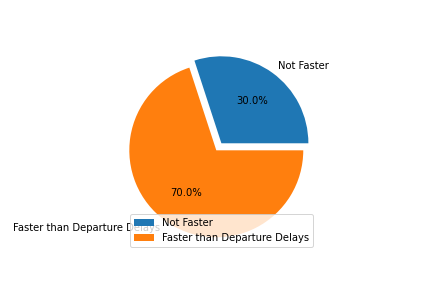 Not Faster
30.0%
70.0%
Faster than Departure Delays
Not Faster
Faster than Departure Delays